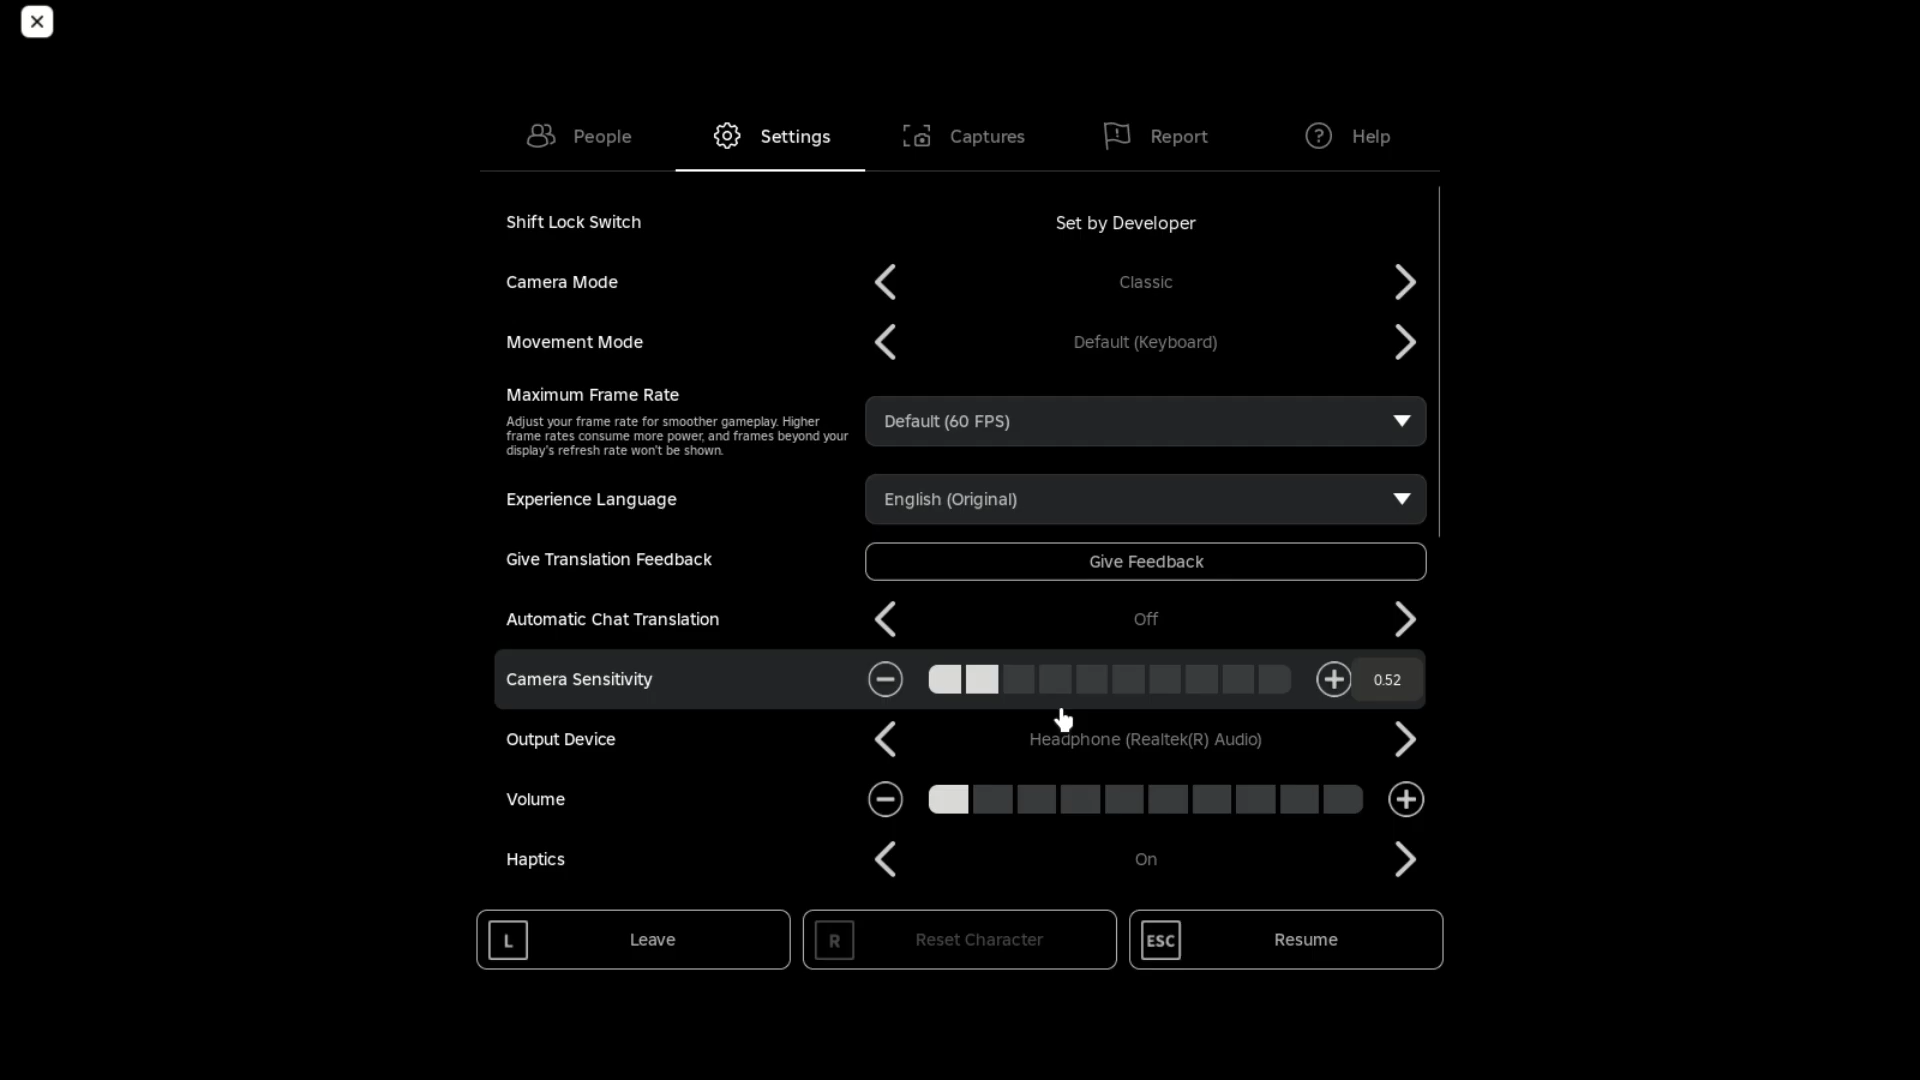 People
Settings
Captures
Report
Help
Shift Lock Switch
Set by Developer
Camera Mode
Classic
Movement Mode
Default (Keyboard)
Maximum Frame Rate
Adjust your frame rate for smoother gameplay. Higher
frame rates consume more power, and frames beyond your
display's refresh rate won't be shown.
Default (60 FPS)
Experience Language
English (Original)
Give Translation Feedback
Give Feedback
Automatic Chat Translation
Off
Camera Sensitivity
0.52
Output Device
Headphone (Realtek(R) Audio)
Volume
Haptics
On
L
Leave
R
Reset Character
ESC
Resume